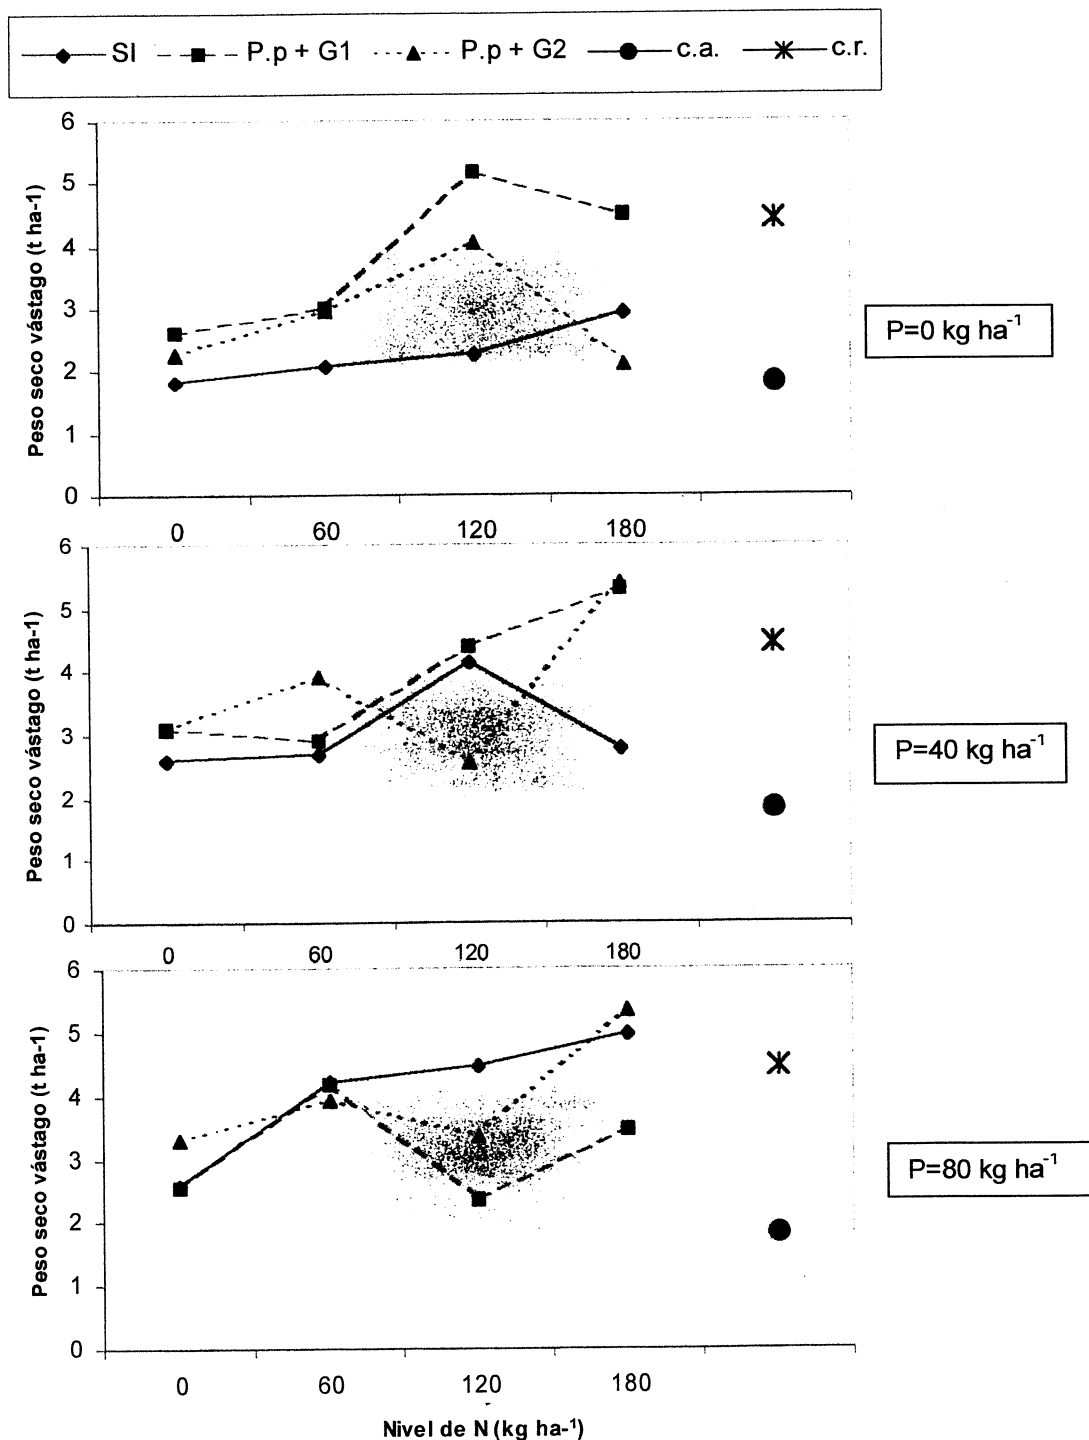 SI P.p + G1 P.p + G2 c.a. c.r.
6
5
4
3
2
1
0
Peso seco vástago (t ha-1)
P=0 kg ha-1
0 60 120 180
6
5
4
3
2
1
0
Peso seco vástago (t ha-1)
P=40 kg ha-1
0 60 120 180
6
5
4
3
2
1
0
Peso seco vástago (t ha-1)
P=80 kg ha-1
0 60 120 180
Nivel de N (kg ha-1)